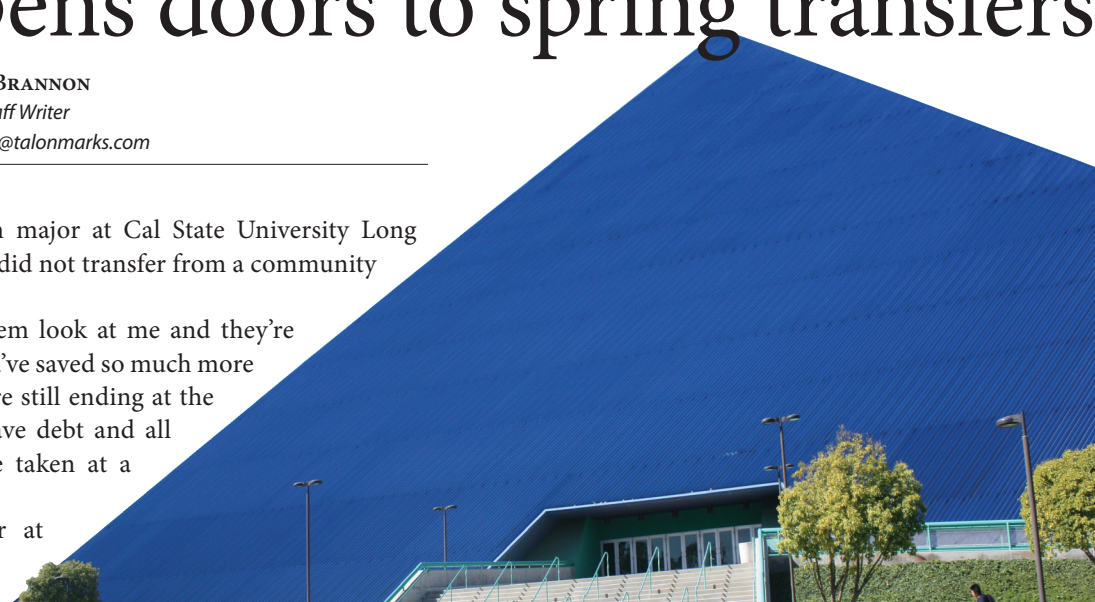 pens doors to spring transfers
BRANNON
aff Writer
@talonmarks.com
n major at Cal State University Long
did not transfer from a community
em look at me and they're
've saved so much more
re still ending at the
ave debt and all
e taken at a
r at